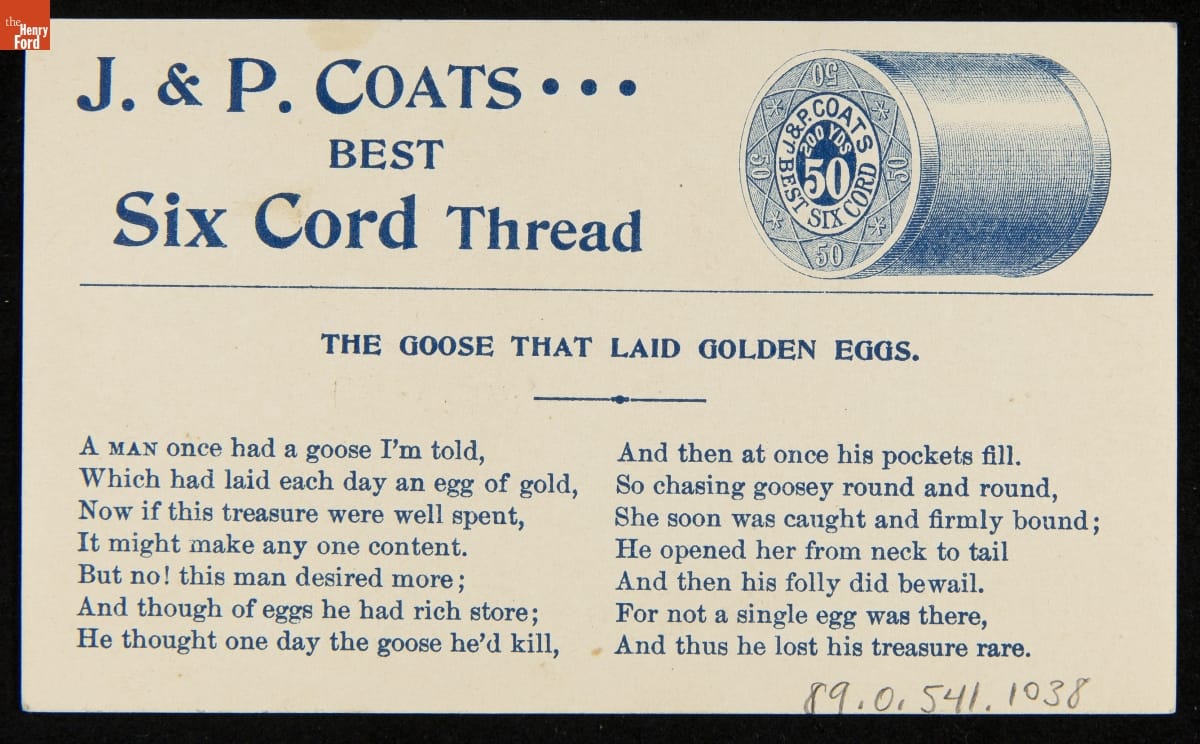 the
Henry
Ford
J. & P. COATS...
BEST
Six Cord Thread
50
J. & P. COATS
200 YDS
50
50
50
BEST SIX CORD
50
THE GOOSE THAT LAID GOLDEN EGGS.
A MAN once had a goose I'm told,
Which had laid each day an egg of gold,
Now if this treasure were well spent,
It might make any one content.
But no! this man desired more;
And though of eggs he had rich store;
He thought one day the goose he'd kill,
And then at once his pockets fill.
So chasing goosey round and round,
She soon was caught and firmly bound;
He opened her from neck to tail
And then his folly did bewail.
For not a single egg was there,
And thus he lost his treasure rare.
89.0.541.1038